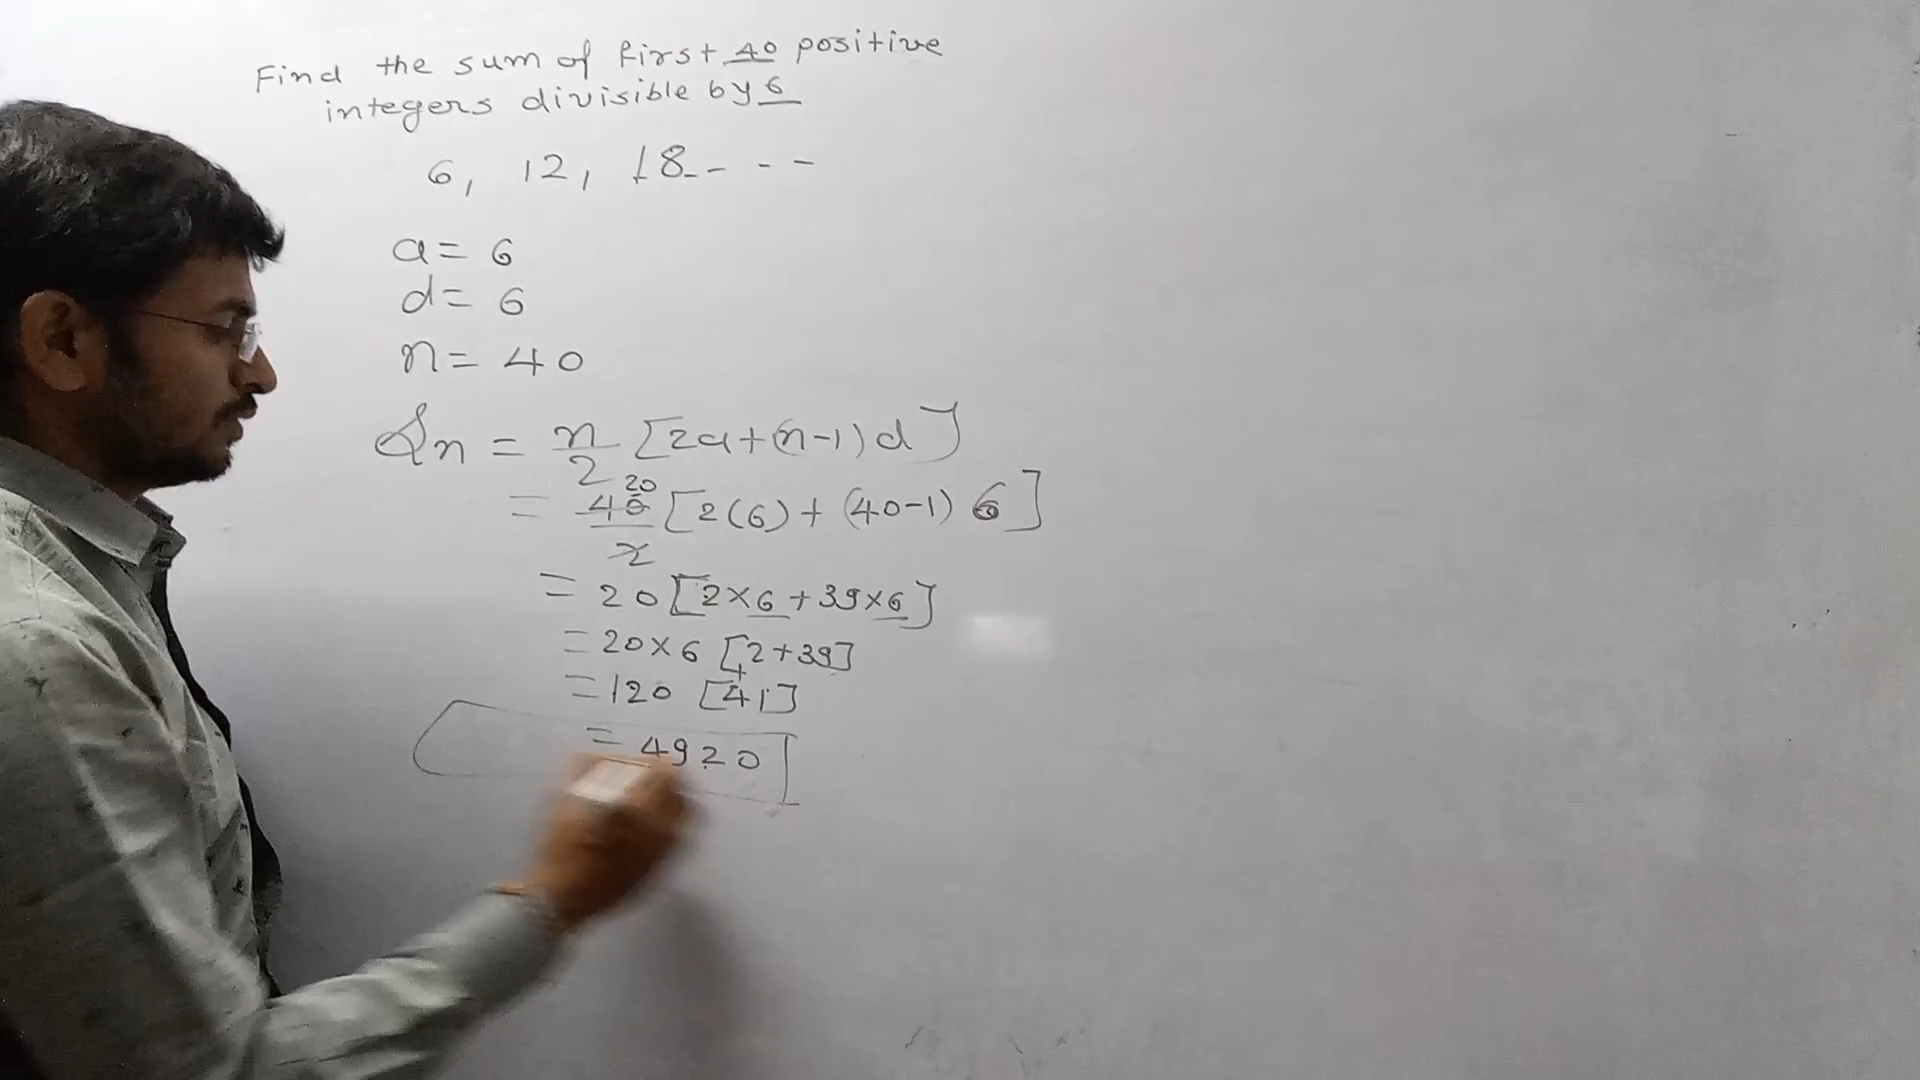 Find the sum of first 40 positive
integers divisible by 6
6, 12, 18 - - -
a = 6
d = 6
n = 40
Sn = n/2 [2a+(n-1)d]
= 40/2 20 [2(6) + (40-1) 6]
= 20 [2×6 + 39×6]
= 20×6 [2+39]
= 120 [41]
= 4920